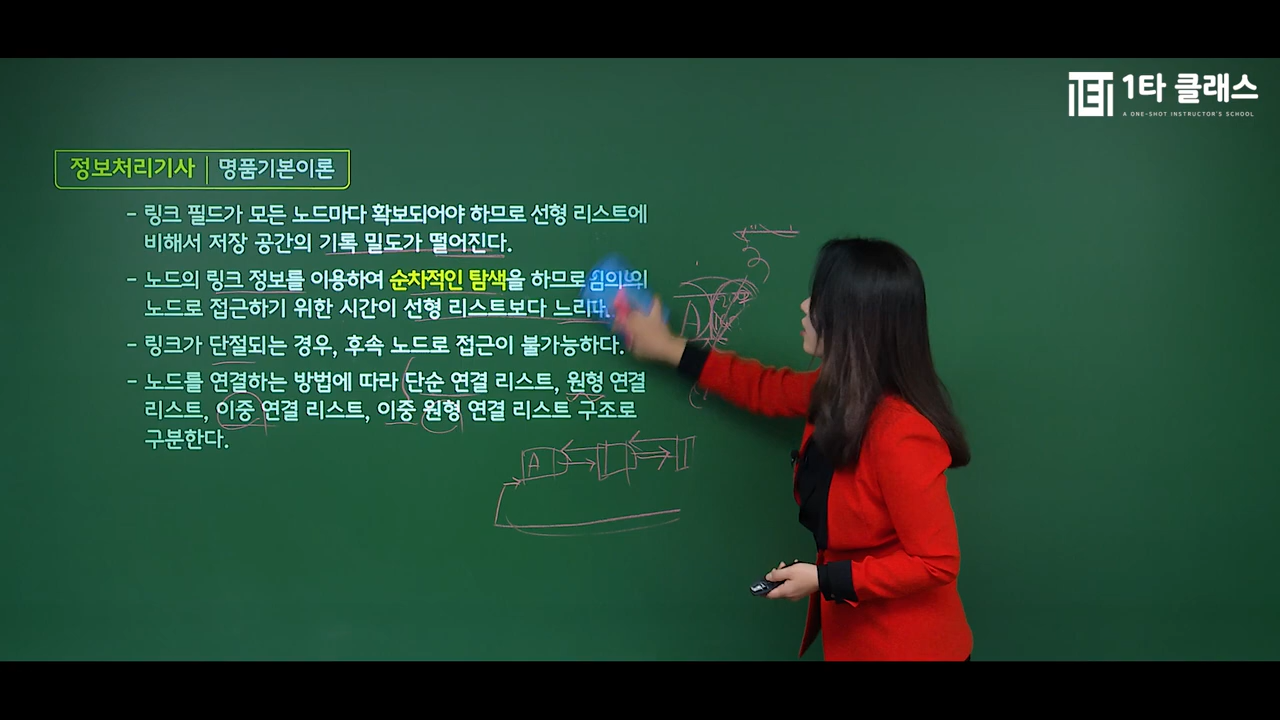 1타 클래스
A ONE-SHOT INSTRUCTOR'S SCHOOL
정보처리기사 | 명품기본이론
- 링크 필드가 모든 노드마다 확보되어야 하므로 선형 리스트에
비해서 저장 공간의 기록 밀도가 떨어진다.
- 노드의 링크 정보를 이용하여 순차적인 탐색을 하므로 임의의
노드로 접근하기 위한 시간이 선형 리스트보다 느리다.
- 링크가 단절되는 경우, 후속 노드로 접근이 불가능하다.
- 노드를 연결하는 방법에 따라 단순 연결 리스트, 원형 연결
리스트, 이중 연결 리스트, 이중 원형 연결 리스트 구조로
구분한다.
A
A